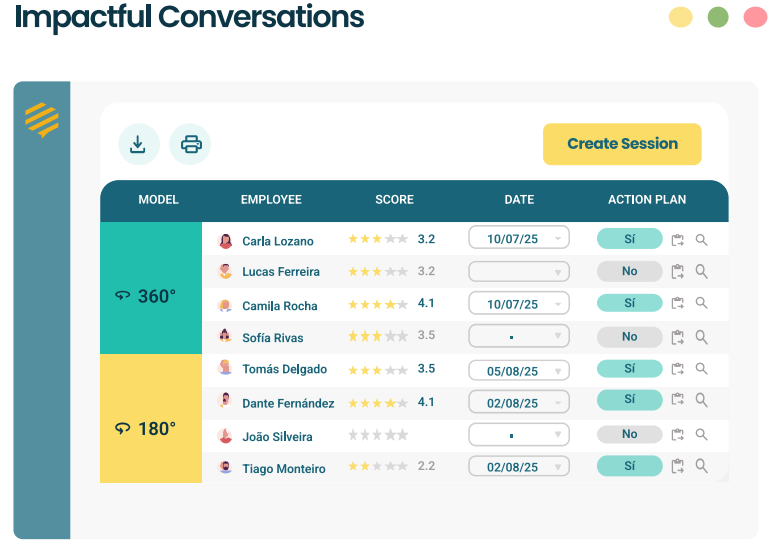 Impactful Conversations
Create Session
MODEL EMPLOYEE SCORE DATE ACTION PLAN
360°
Carla Lozano 3.2 10/07/25 Sí
Lucas Ferreira 3.2 No
Camila Rocha 4.1 10/07/25 Sí
Sofía Rivas 3.5 - No
180°
Tomás Delgado 3.5 05/08/25 Sí
Dante Fernández 4.1 02/08/25 Sí
João Silveira - No
Tiago Monteiro 2.2 02/08/25 Sí